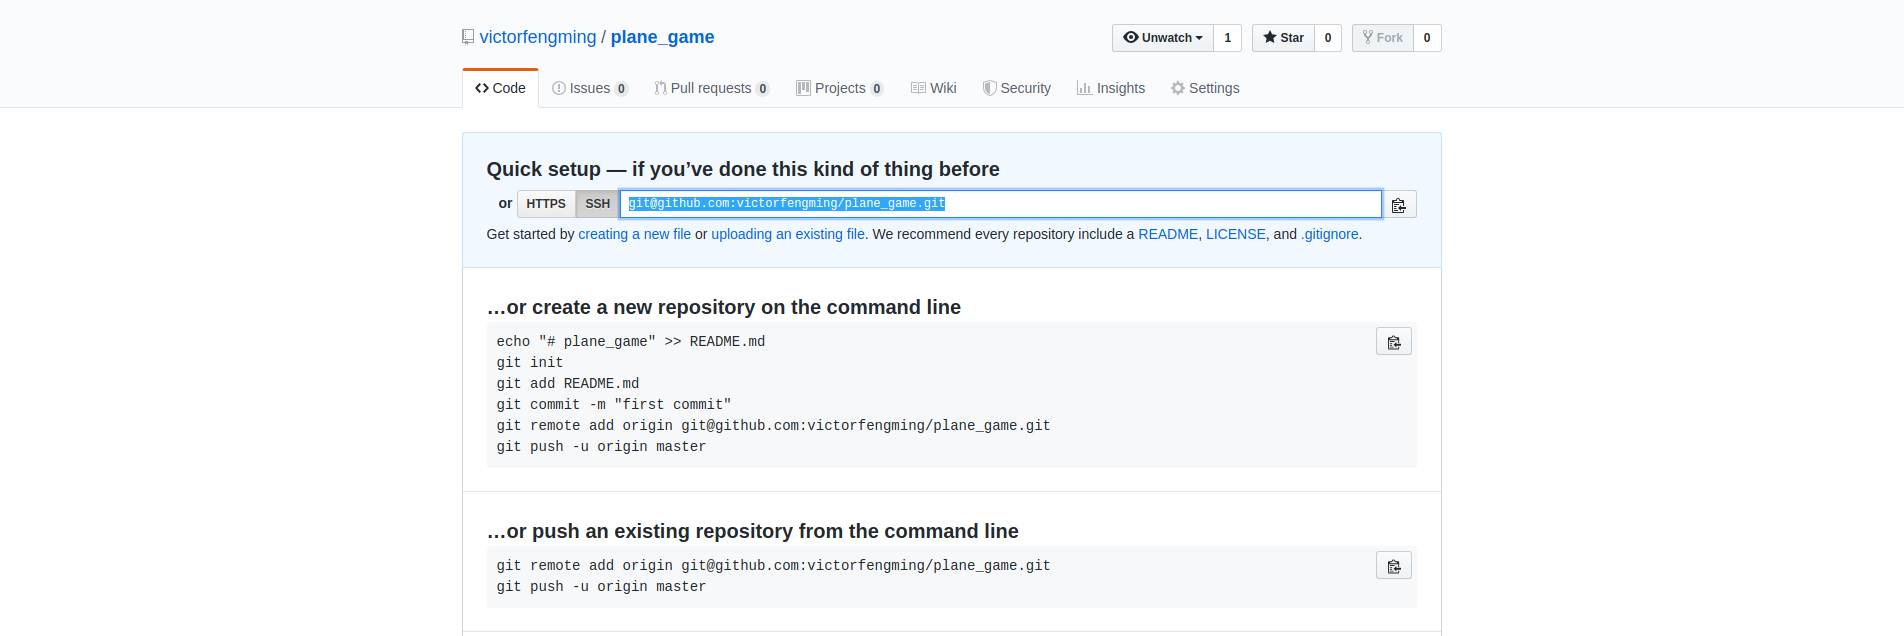 victorfengming / plane_game
Unwatch 1 Star 0 Fork 0
Code Issues 0 Pull requests 0 Projects 0 Wiki Security Insights Settings
Quick setup — if you’ve done this kind of thing before
or HTTPS SSH git@github.com:victorfengming/plane_game.git
Get started by creating a new file or uploading an existing file. We recommend every repository include a README, LICENSE, and .gitignore.
…or create a new repository on the command line
echo "# plane_game" >> README.md
git init
git add README.md
git commit -m "first commit"
git remote add origin git@github.com:victorfengming/plane_game.git
git push -u origin master
…or push an existing repository from the command line
git remote add origin git@github.com:victorfengming/plane_game.git
git push -u origin master